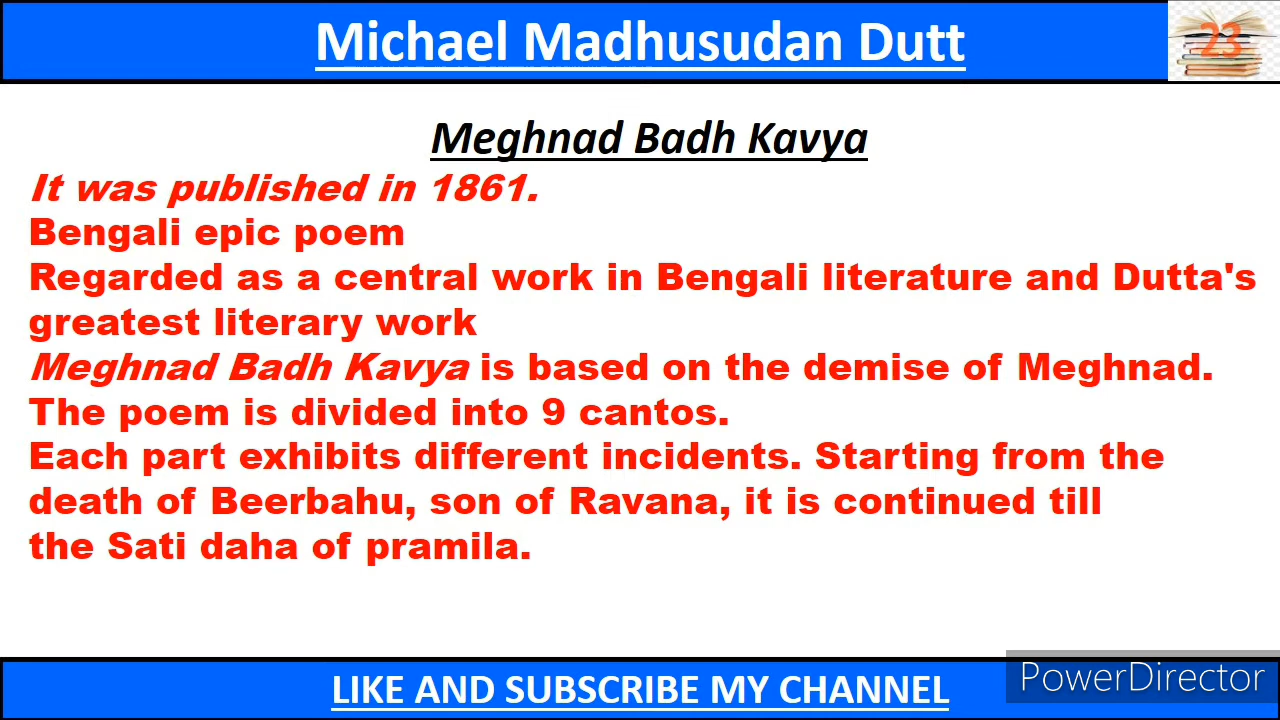 Michael Madhusudan Dutt
23
Meghnad Badh Kavya
It was published in 1861.
Bengali epic poem
Regarded as a central work in Bengali literature and Dutta's
greatest literary work
Meghnad Badh Kavya is based on the demise of Meghnad.
The poem is divided into 9 cantos.
Each part exhibits different incidents. Starting from the
death of Beerbahu, son of Ravana, it is continued till
the Sati daha of pramila.
LIKE AND SUBSCRIBE MY CHANNEL
PowerDirector